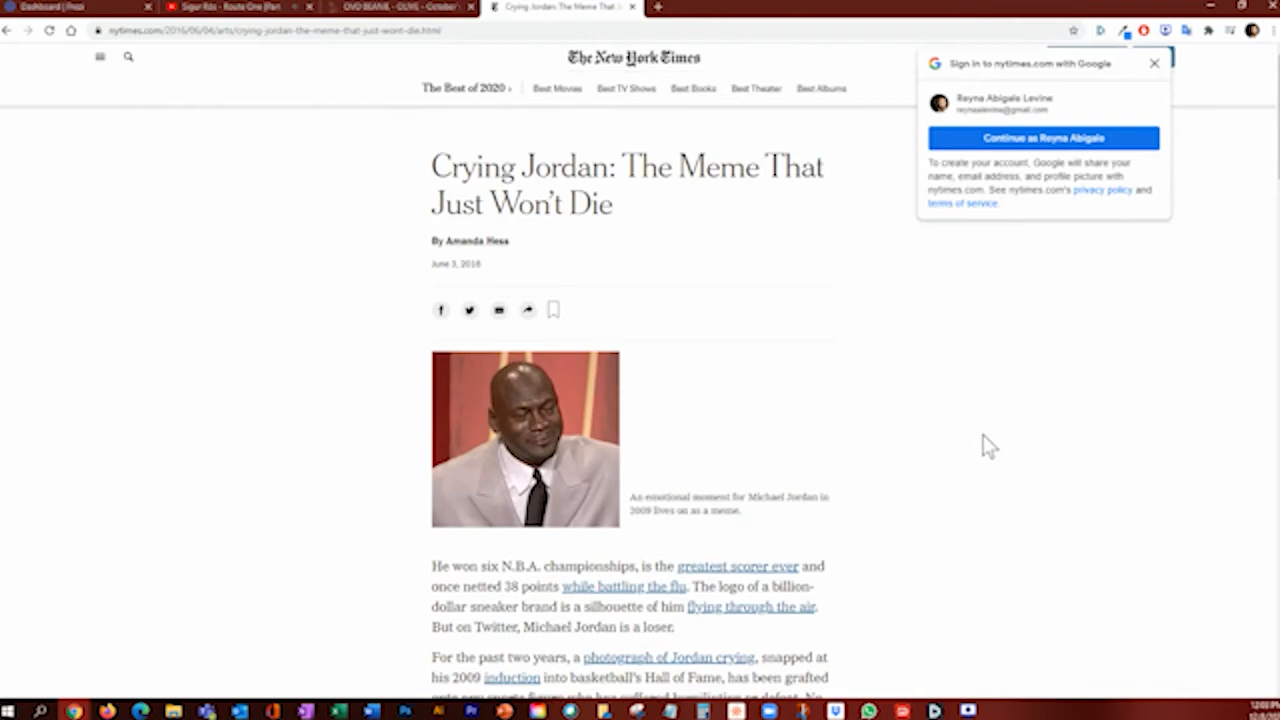 Dashboard | Prezi
Sigur Rós - Route One [Part
OVO BEANIE - OLIVE - October
Crying Jordan: The Meme That J
nytimes.com/2016/06/04/arts/crying-jordan-the-meme-that-just-wont-die.html
The New York Times
The Best of 2020 ›
Best Movies
Best TV Shows
Best Books
Best Theater
Best Albums
Sign in to nytimes.com with Google
Reyna Abigale Levine
reynaalevine@gmail.com
Continue as Reyna Abigale
To create your account, Google will share your
name, email address, and profile picture with
nytimes.com. See nytimes.com's privacy policy and
terms of service.
Crying Jordan: The Meme That
Just Won't Die
By Amanda Hess
June 3, 2016
An emotional moment for Michael Jordan in
2009 lives on as a meme.
He won six N.B.A. championships, is the greatest scorer ever and
once netted 38 points while battling the flu. The logo of a billion-
dollar sneaker brand is a silhouette of him flying through the air.
But on Twitter, Michael Jordan is a loser.
For the past two years, a photograph of Jordan crying, snapped at
his 2009 induction into basketball's Hall of Fame, has been grafted